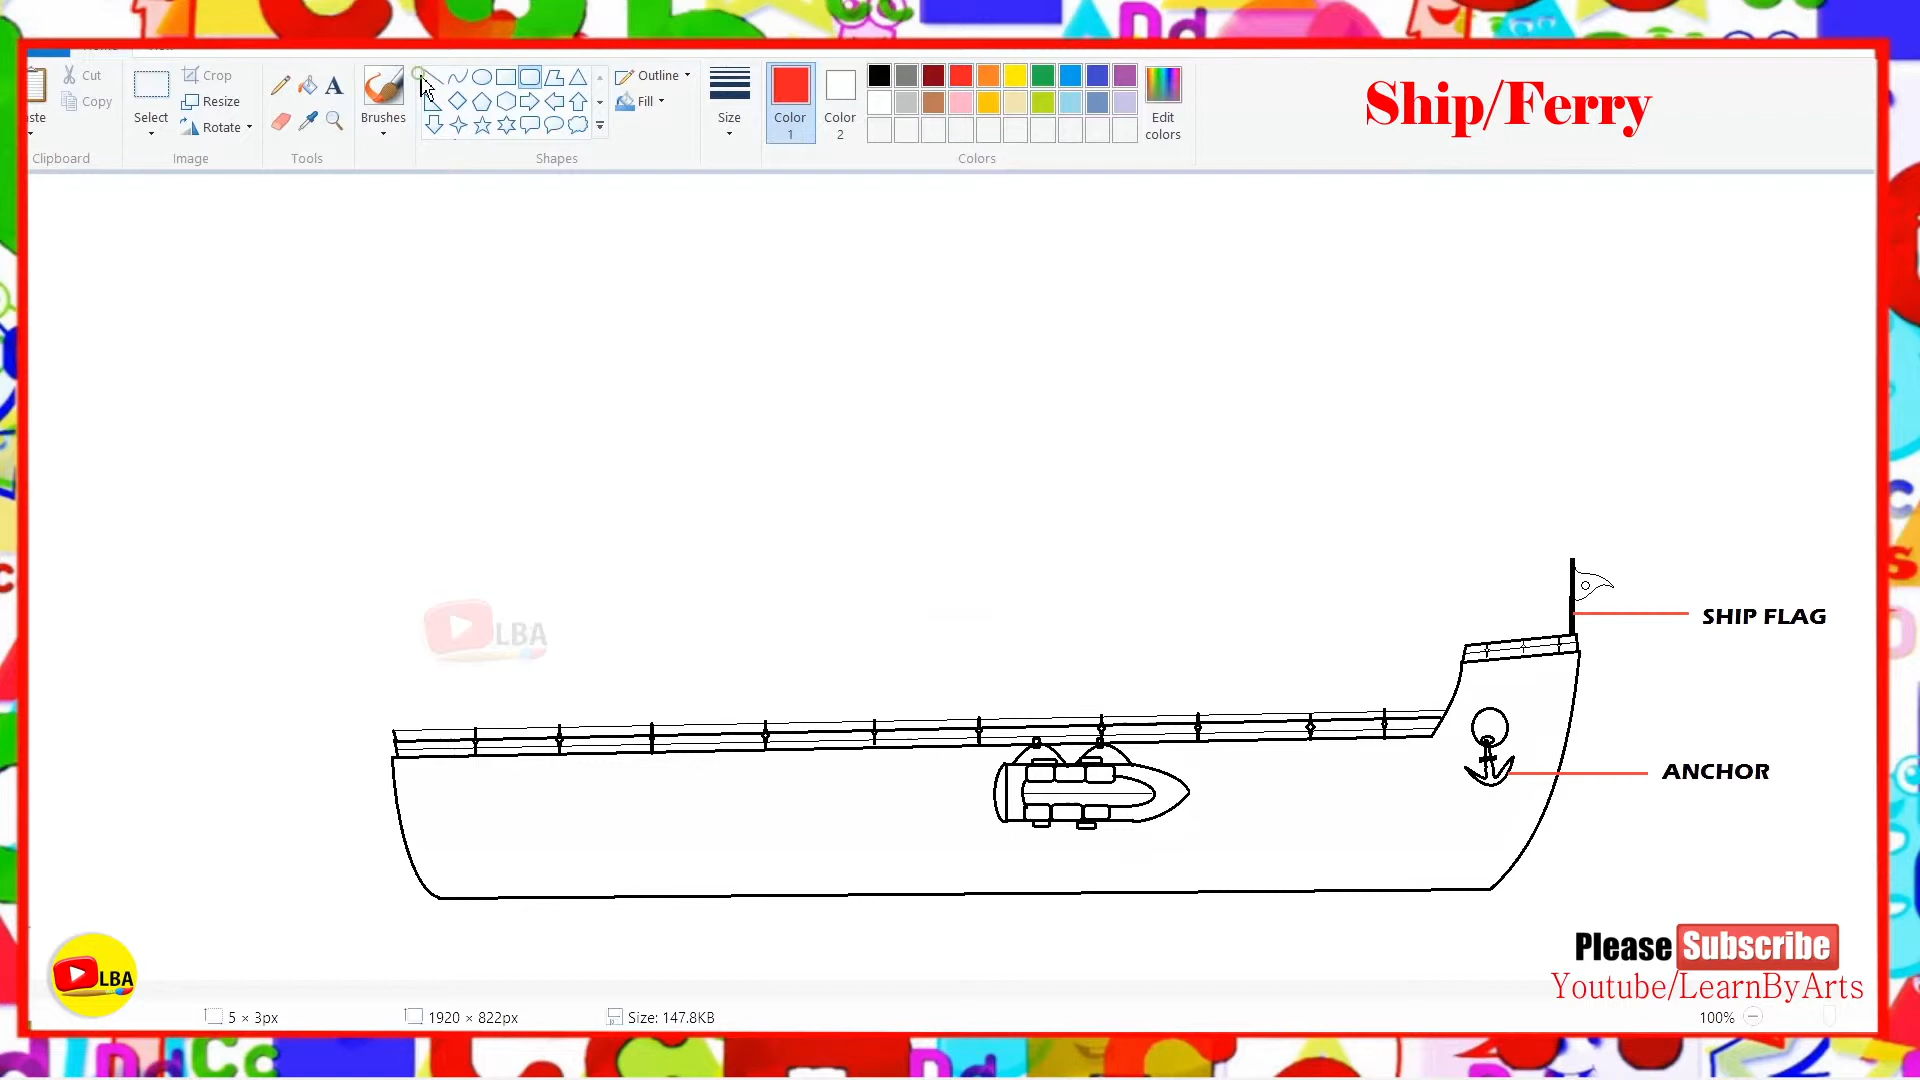 Cut
Crop
Outline
Ship/Ferry
Copy
Resize
Fill
Select
Rotate
Brushes
Size
Color
1
Color
2
Edit
colors
Clipboard
Image
Tools
Shapes
Colors
SHIP FLAG
LBA
ANCHOR
Please Subscribe
LBA
Youtube/LearnByArts
5 × 3px
1920 × 822px
Size: 147.8KB
100%